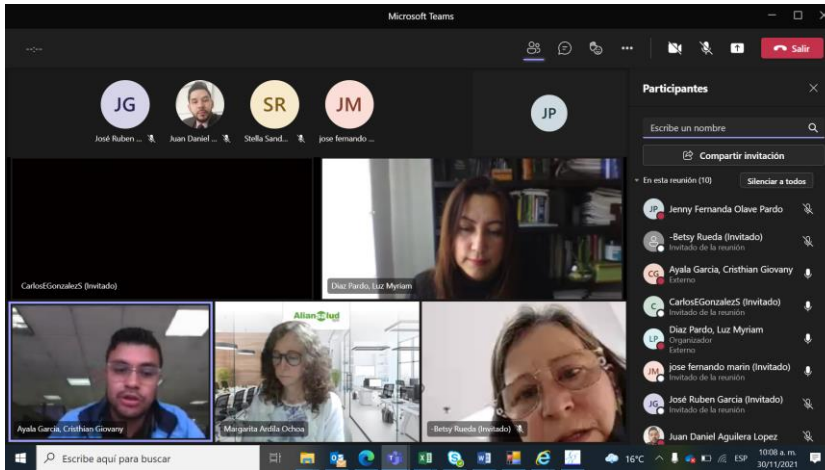 Microsoft Teams
--:--
Salir
JG
SR
JM
JP
José Ruben ...
Juan Daniel ...
Stella Sand...
jose fernando ...
CarlosEGonzalezS (Invitado)
Diaz Pardo, Luz Myriam
Ayala Garcia, Cristhian Giovany
Aliansalud
Margarita Ardila Ochoa
-Betsy Rueda (Invitado)
Participantes
Escribe un nombre
Compartir invitación
En esta reunión (10)
Silenciar a todos
JP
Jenny Fernanda Olave Pardo
-Betsy Rueda (Invitado)
Invitado de la reunión
CG
Ayala Garcia, Cristhian Giovany
Externo
C
CarlosEGonzalezS (Invitado)
Invitado de la reunión
LP
Diaz Pardo, Luz Myriam
Organizador
Externo
JM
jose fernando marin (Invitado)
Invitado de la reunión
JG
José Ruben Garcia (Invitado)
Invitado de la reunión
Juan Daniel Aguilera Lopez
Escribe aquí para buscar
16°C
ESP
10:08 a. m.
30/11/2021